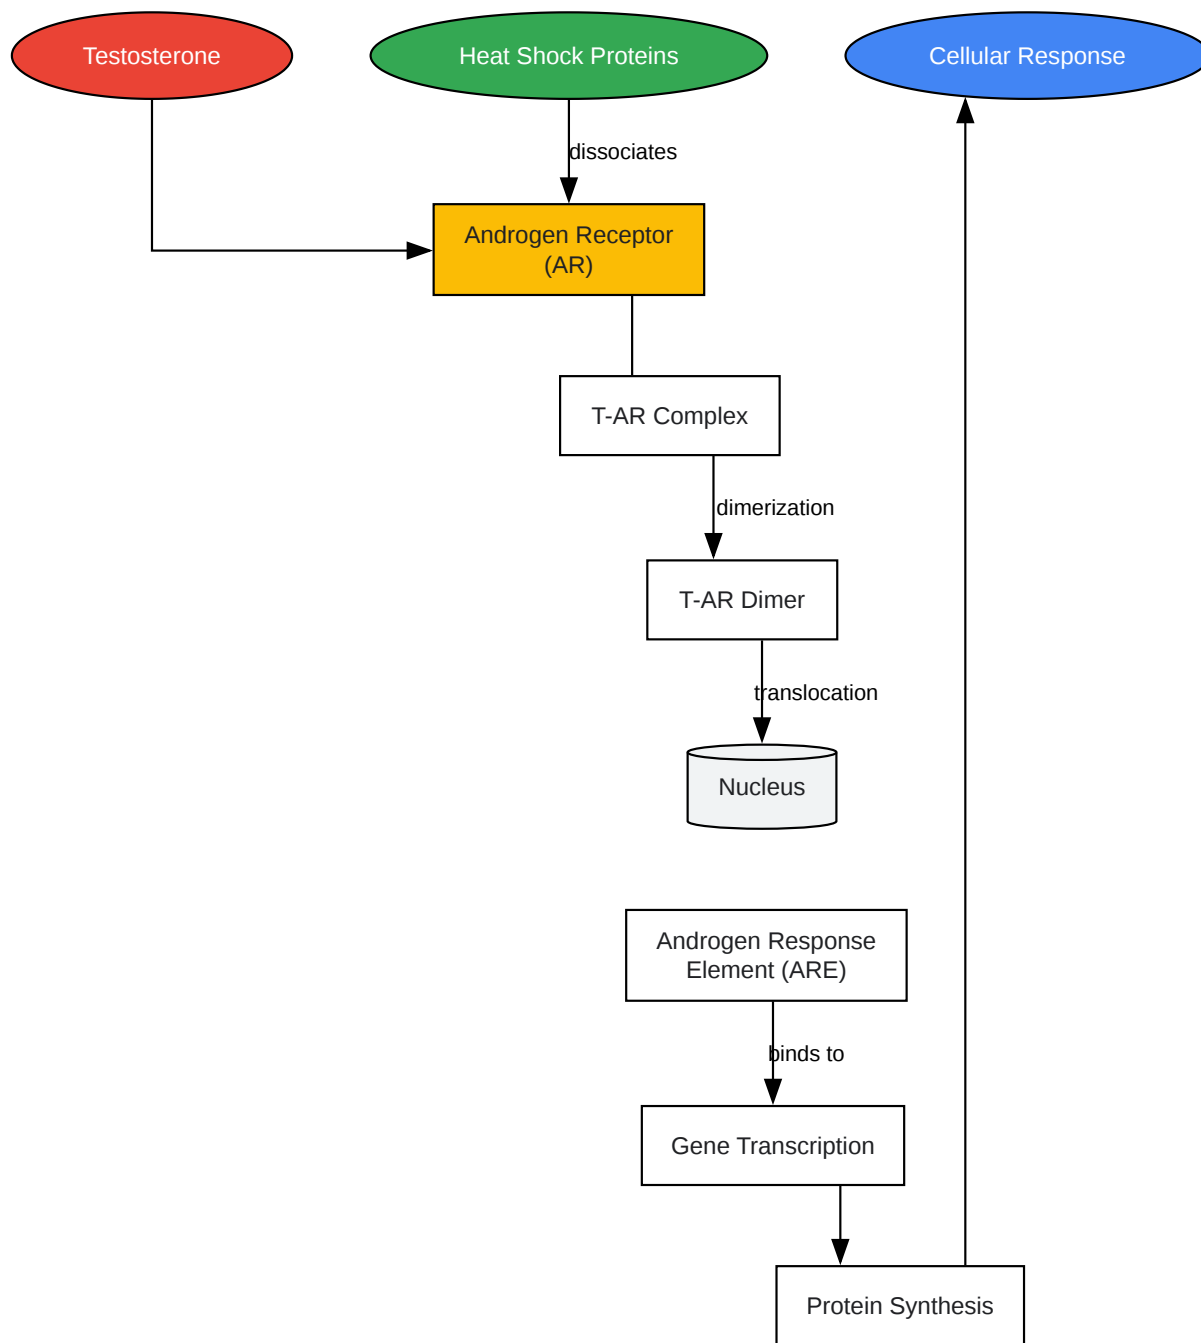 Testosterone
Heat Shock Proteins
Cellular Response
dissociates
Androgen Receptor
(AR)
T-AR Complex
dimerization
T-AR Dimer
translocation
Nucleus
Androgen Response
Element (ARE)
binds to
Gene Transcription
Protein Synthesis